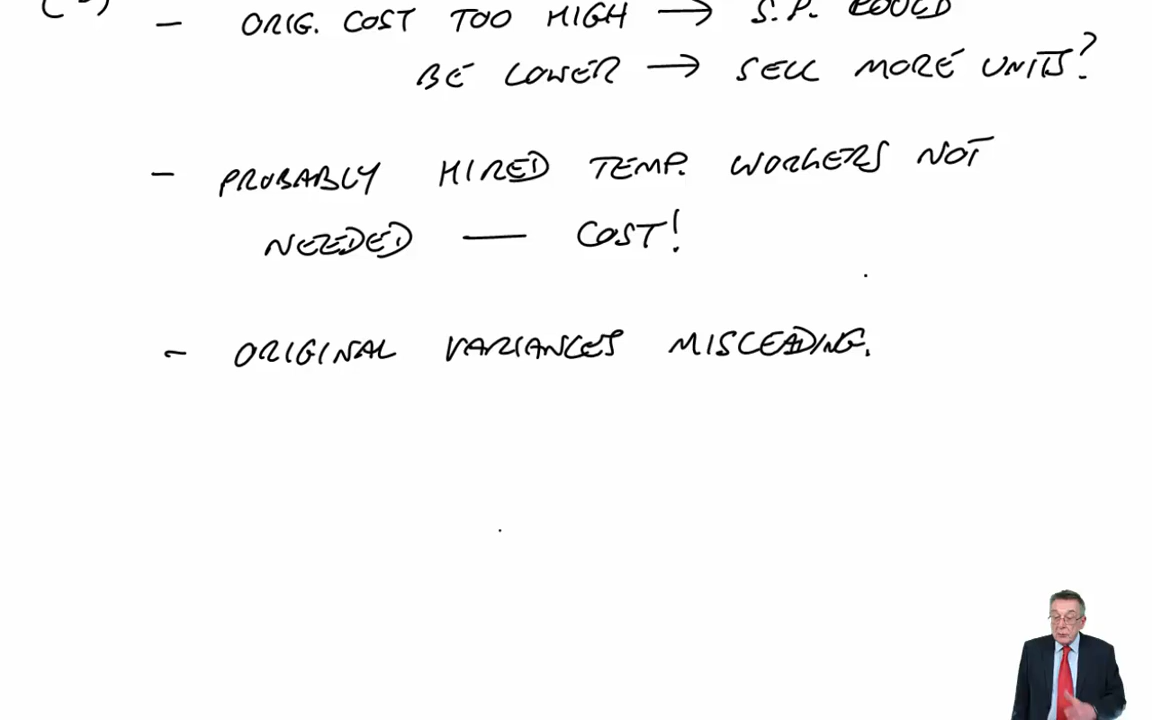 - ORIG. COST TOO HIGH → S.P. COULD
BE LOWER → SELL MORE UNITS?
- PROBABLY HIRED TEMP. WORKERS NOT
NEEDED — COST!
- ORIGINAL VARIANCES MISLEADING.